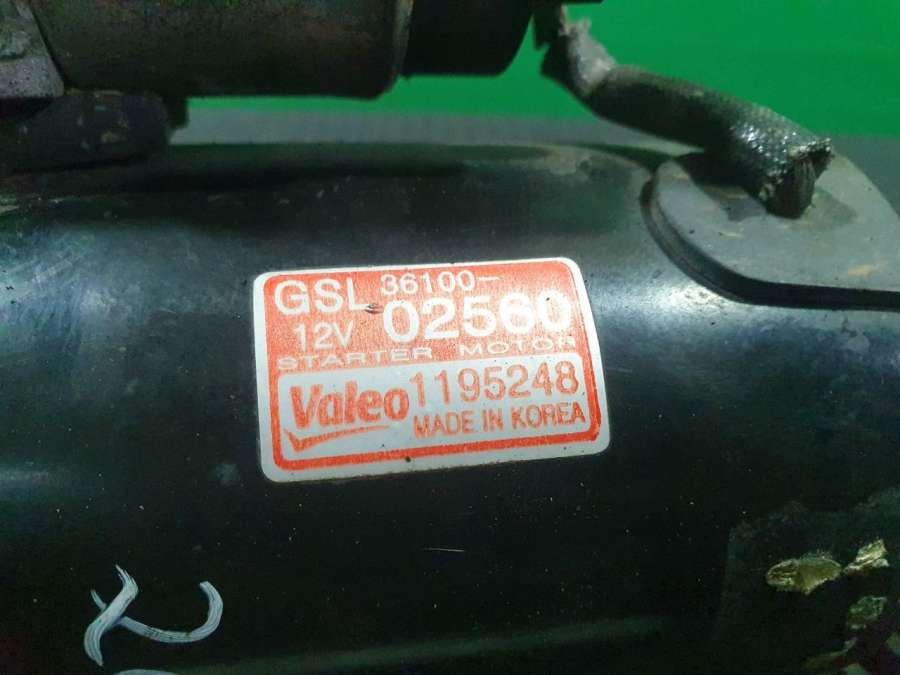 GSL 36100-
12V 02560
STARTER MOTOR
Valeo 1195248
MADE IN KOREA